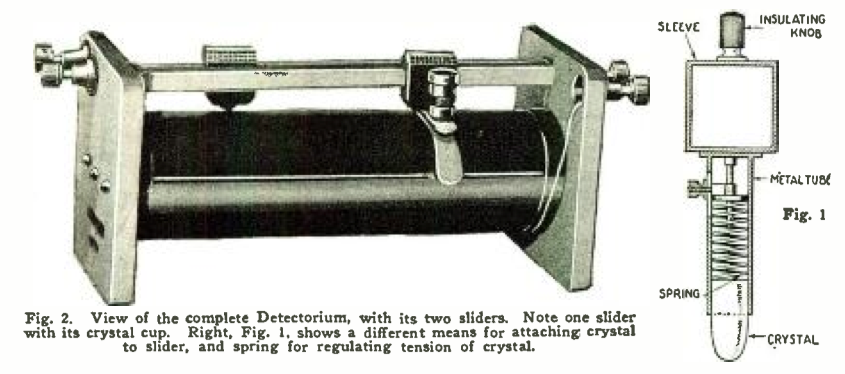 SLEEVE
INSULATING
KNOB
METAL TUBE
Fig. 1
SPRING
CRYSTAL
Fig. 2. View of the complete Detectorium, with its two sliders. Note one slider
with its crystal cup. Right, Fig. 1, shows a different means for attaching crystal
to slider, and spring for regulating tension of crystal.